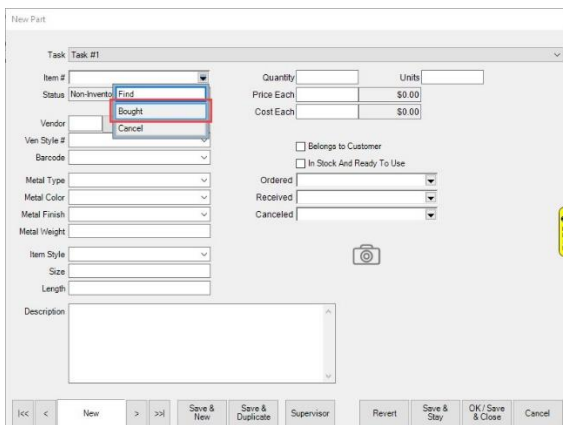 New Part
Task Task #1
Item #
Quantity Units
Status Non-Invento
Find
Bought
Cancel
Price Each $0.00
Cost Each $0.00
Vendor
Ven Style #
Barcode
Belongs to Customer
In Stock And Ready To Use
Metal Type
Metal Color
Metal Finish
Metal Weight
Ordered
Received
Canceled
Item Style
Size
Length
Description
|<< < New > >>| Save & New Save & Duplicate Supervisor Revert Save & Stay OK / Save & Close Cancel